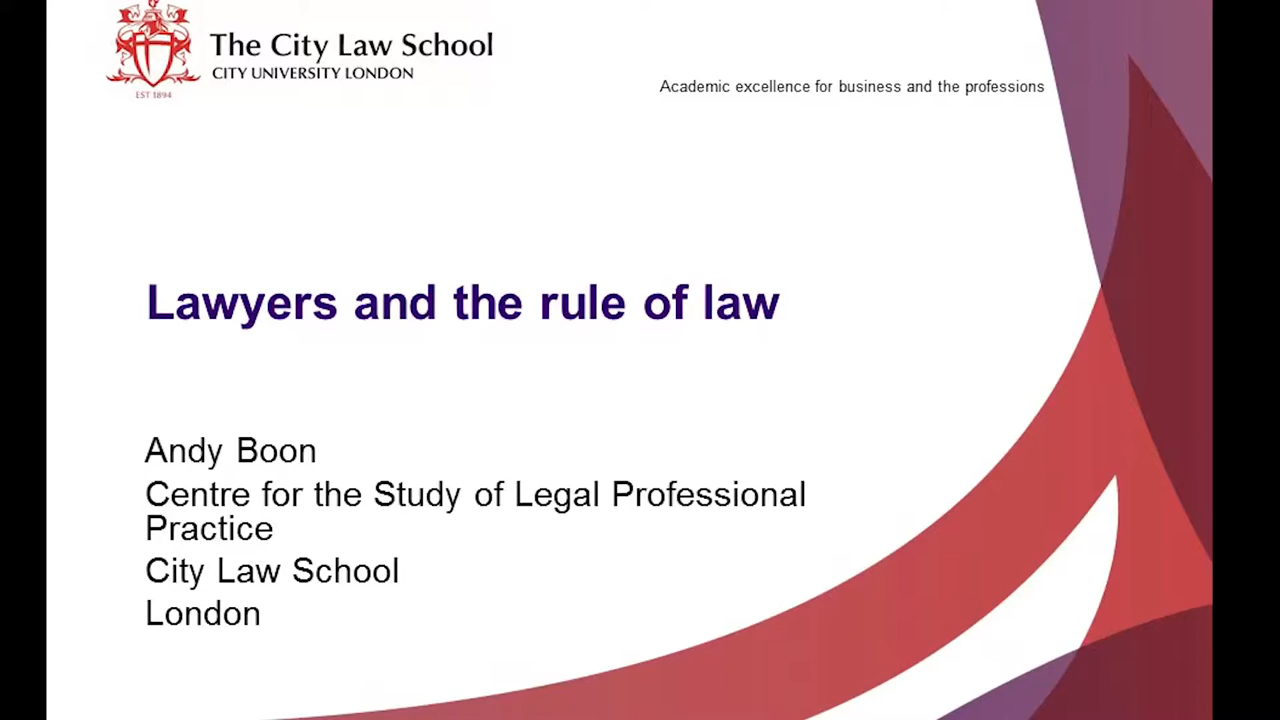 The City Law School
CITY UNIVERSITY LONDON
EST 1894
Academic excellence for business and the professions
Lawyers and the rule of law
Andy Boon
Centre for the Study of Legal Professional
Practice
City Law School
London